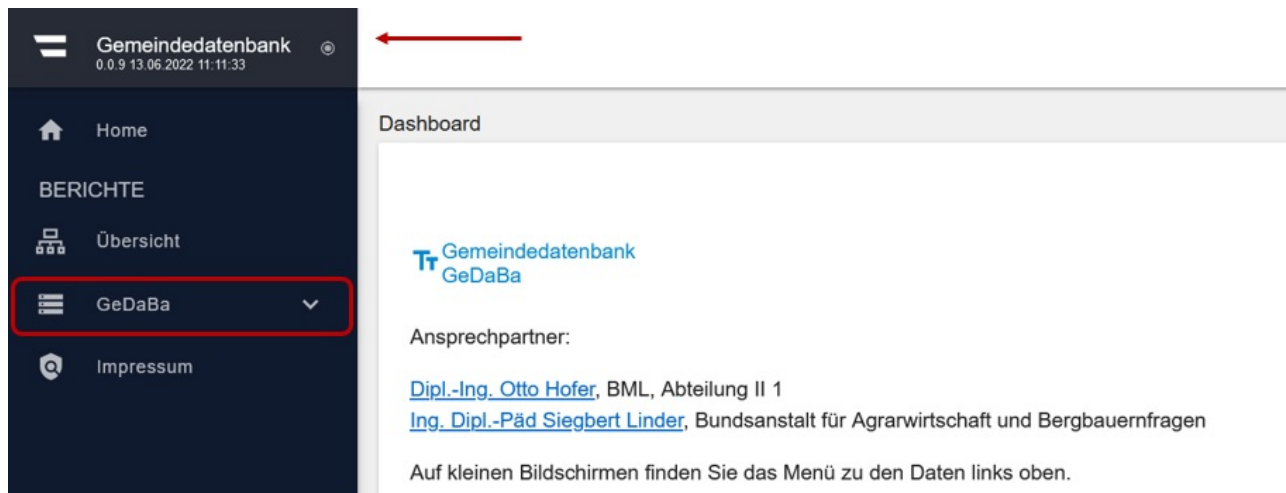 Gemeindedatenbank
0.0.9 13.06.2022 11:11:33
Home
BERICHTE
Übersicht
GeDaBa
Impressum
Dashboard
Gemeindedatenbank
GeDaBa
Ansprechpartner:
Dipl.-Ing. Otto Hofer, BML, Abteilung II 1
Ing. Dipl.-Päd Siegbert Linder, Bundsanstalt für Agrarwirtschaft und Bergbauernfragen
Auf kleinen Bildschirmen finden Sie das Menü zu den Daten links oben.